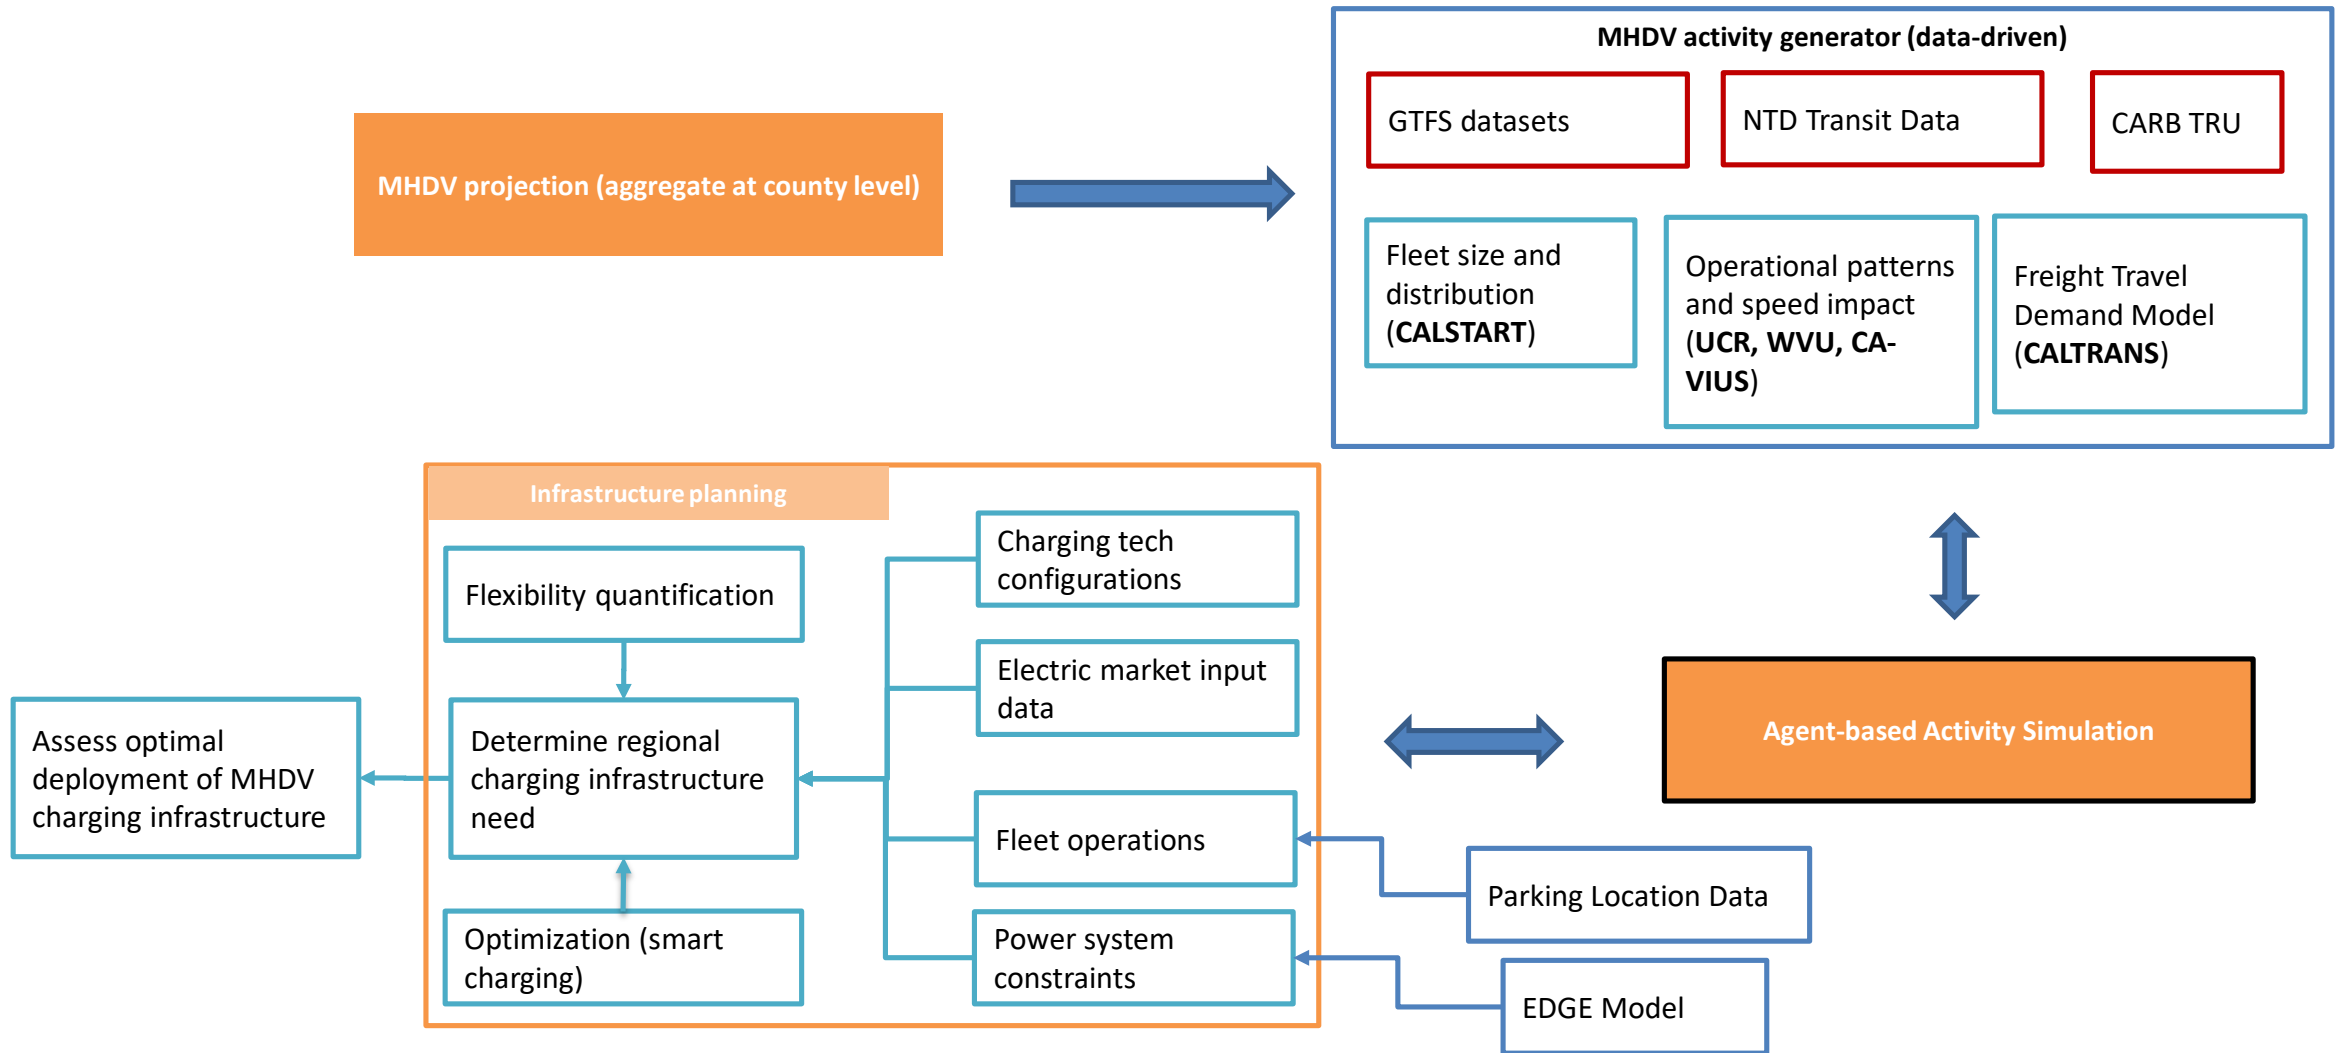 MHDV activity generator (data-driven)
GTFS datasets
NTD Transit Data
CARB TRU
MHDV projection (aggregate at county level)
Fleet size and
distribution
(CALSTART)
Operational patterns
and speed impact
(UCR, WVU, CA-
VIUS)
Freight Travel
Demand Model
(CALTRANS)
Infrastructure planning
Flexibility quantification
Charging tech
configurations
Electric market input
data
Assess optimal
deployment of MHDV
charging infrastructure
Determine regional
charging infrastructure
need
Agent-based Activity Simulation
Fleet operations
Parking Location Data
Optimization (smart
charging)
Power system
constraints
EDGE Model